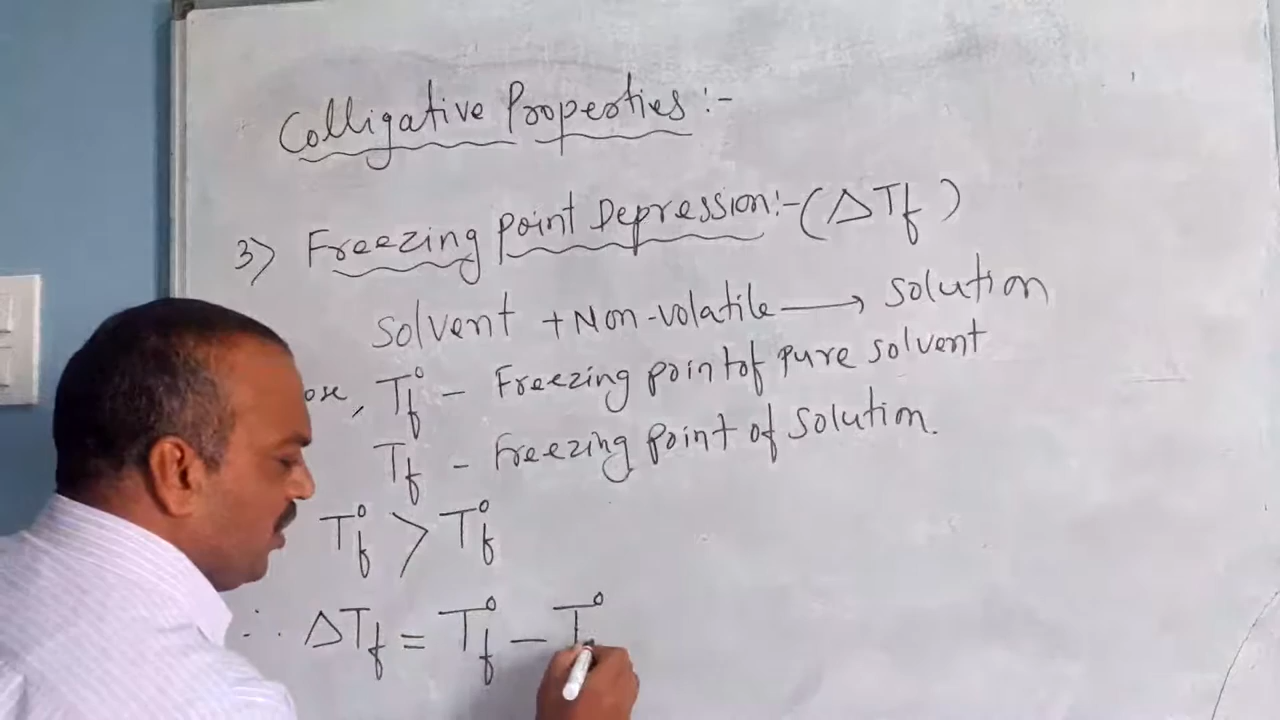 Colligative Properties:-
3) Freezing point Depression:- (ΔTf)
Solvent + Non-volatile ⟶ Solution
, Tf° - Freezing point of pure solvent
Tf - Freezing point of solution.
Tf° > Tf°
∴ ΔTf = Tf° - T°